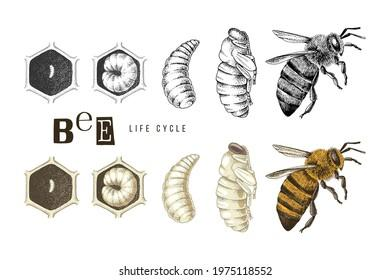 BeE LIFE CYCLE
shutterstock.com · 1975118552